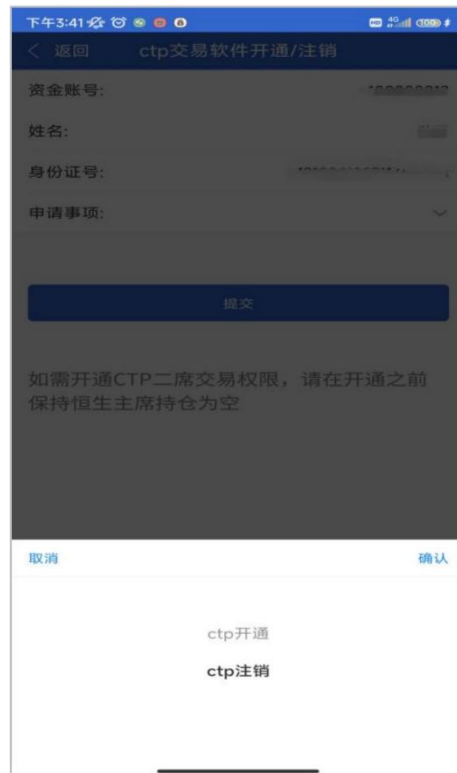 下午3:41
HD 4G 100
< 返回 ctp交易软件开通/注销
资金账号:
姓名:
身份证号:
申请事项:
提交
如需开通CTP二席交易权限，请在开通之前
保持恒生主席持仓为空
取消 确认
ctp开通
ctp注销